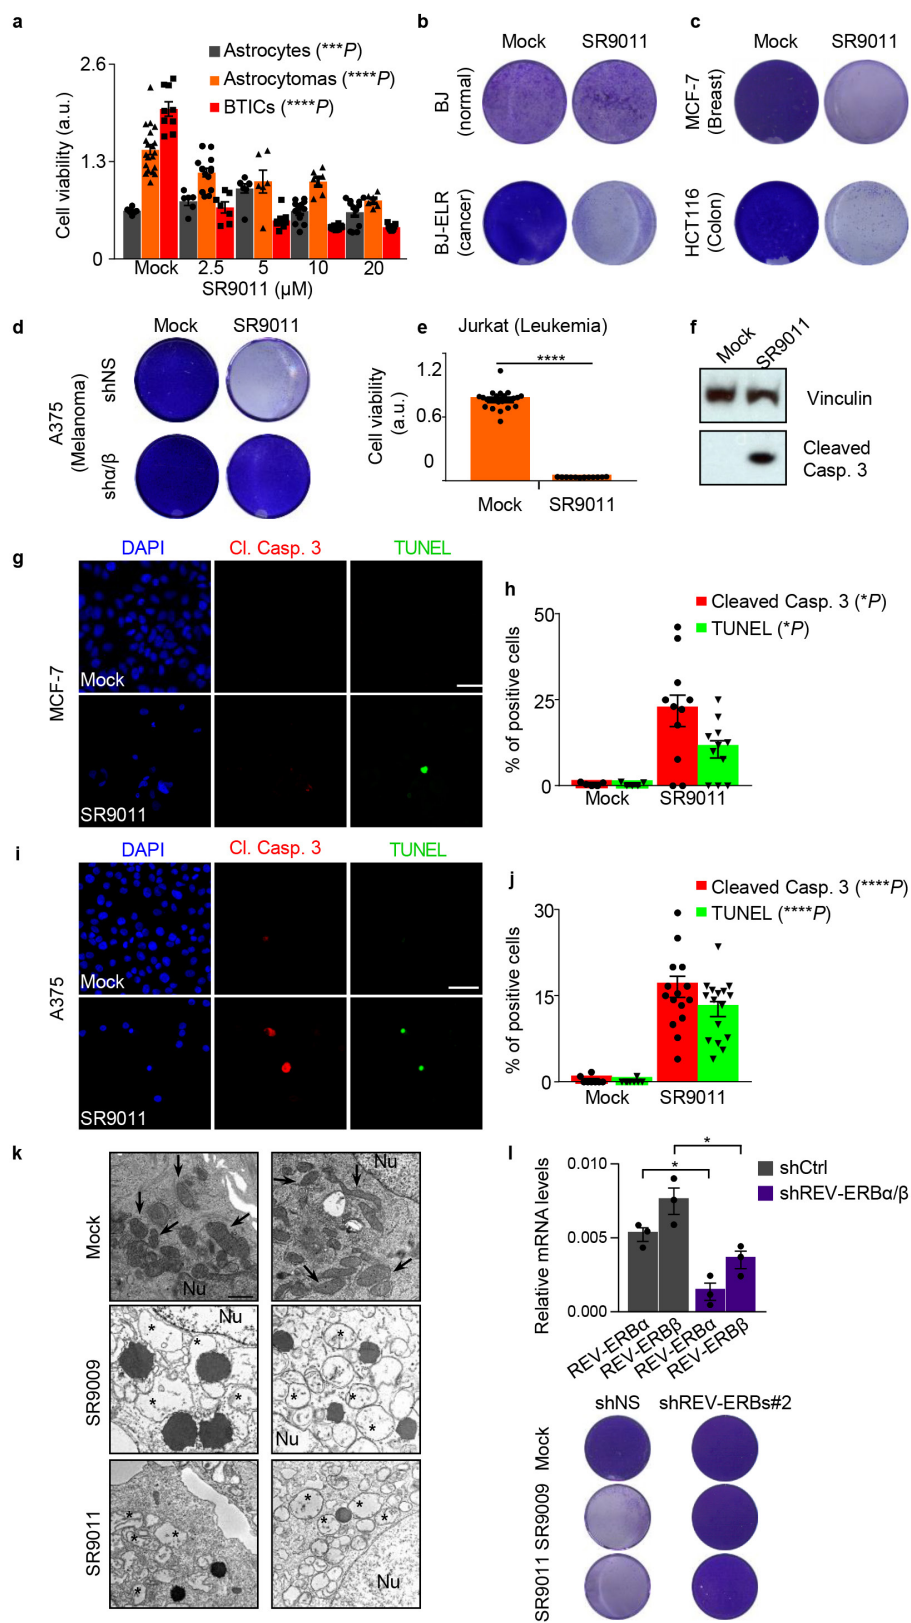 a
Astrocytes (***P)
Astrocytomas (****P)
BTICs (****P)
2.6
1.3
0
Cell viability (a.u.)
Mock 2.5 5 10 20
SR9011 (µM)
b
Mock SR9011
BJ
(normal)
BJ-ELR
(cancer)
c
Mock SR9011
MCF-7
(Breast)
HCT116
(Colon)
d
Mock SR9011
A375
(Melanoma)
shNS
shα/β
e
Jurkat (Leukemia)
****
1.2
0.6
0
Cell viability
(a.u.)
Mock SR9011
f
Mock
SR9011
Vinculin
Cleaved
Casp. 3
g
DAPI Cl. Casp. 3 TUNEL
MCF-7
Mock
SR9011
h
Cleaved Casp. 3 (*P)
TUNEL (*P)
50
25
0
% of positive cells
Mock SR9011
i
DAPI Cl. Casp. 3 TUNEL
A375
Mock
SR9011
j
Cleaved Casp. 3 (****P)
TUNEL (****P)
30
15
0
% of positive cells
Mock SR9011
k
Mock
Nu
Nu
SR9009
Nu
* * * *
Nu
* * * * *
SR9011
* * * *
Nu
* * * *
l
*
*
shCtrl
shREV-ERBα/β
0.010
0.005
0.000
Relative mRNA levels
REV-ERBα
REV-ERBβ
REV-ERBα
REV-ERBβ
shNS shREV-ERBs#2
Mock
SR9009
SR9011